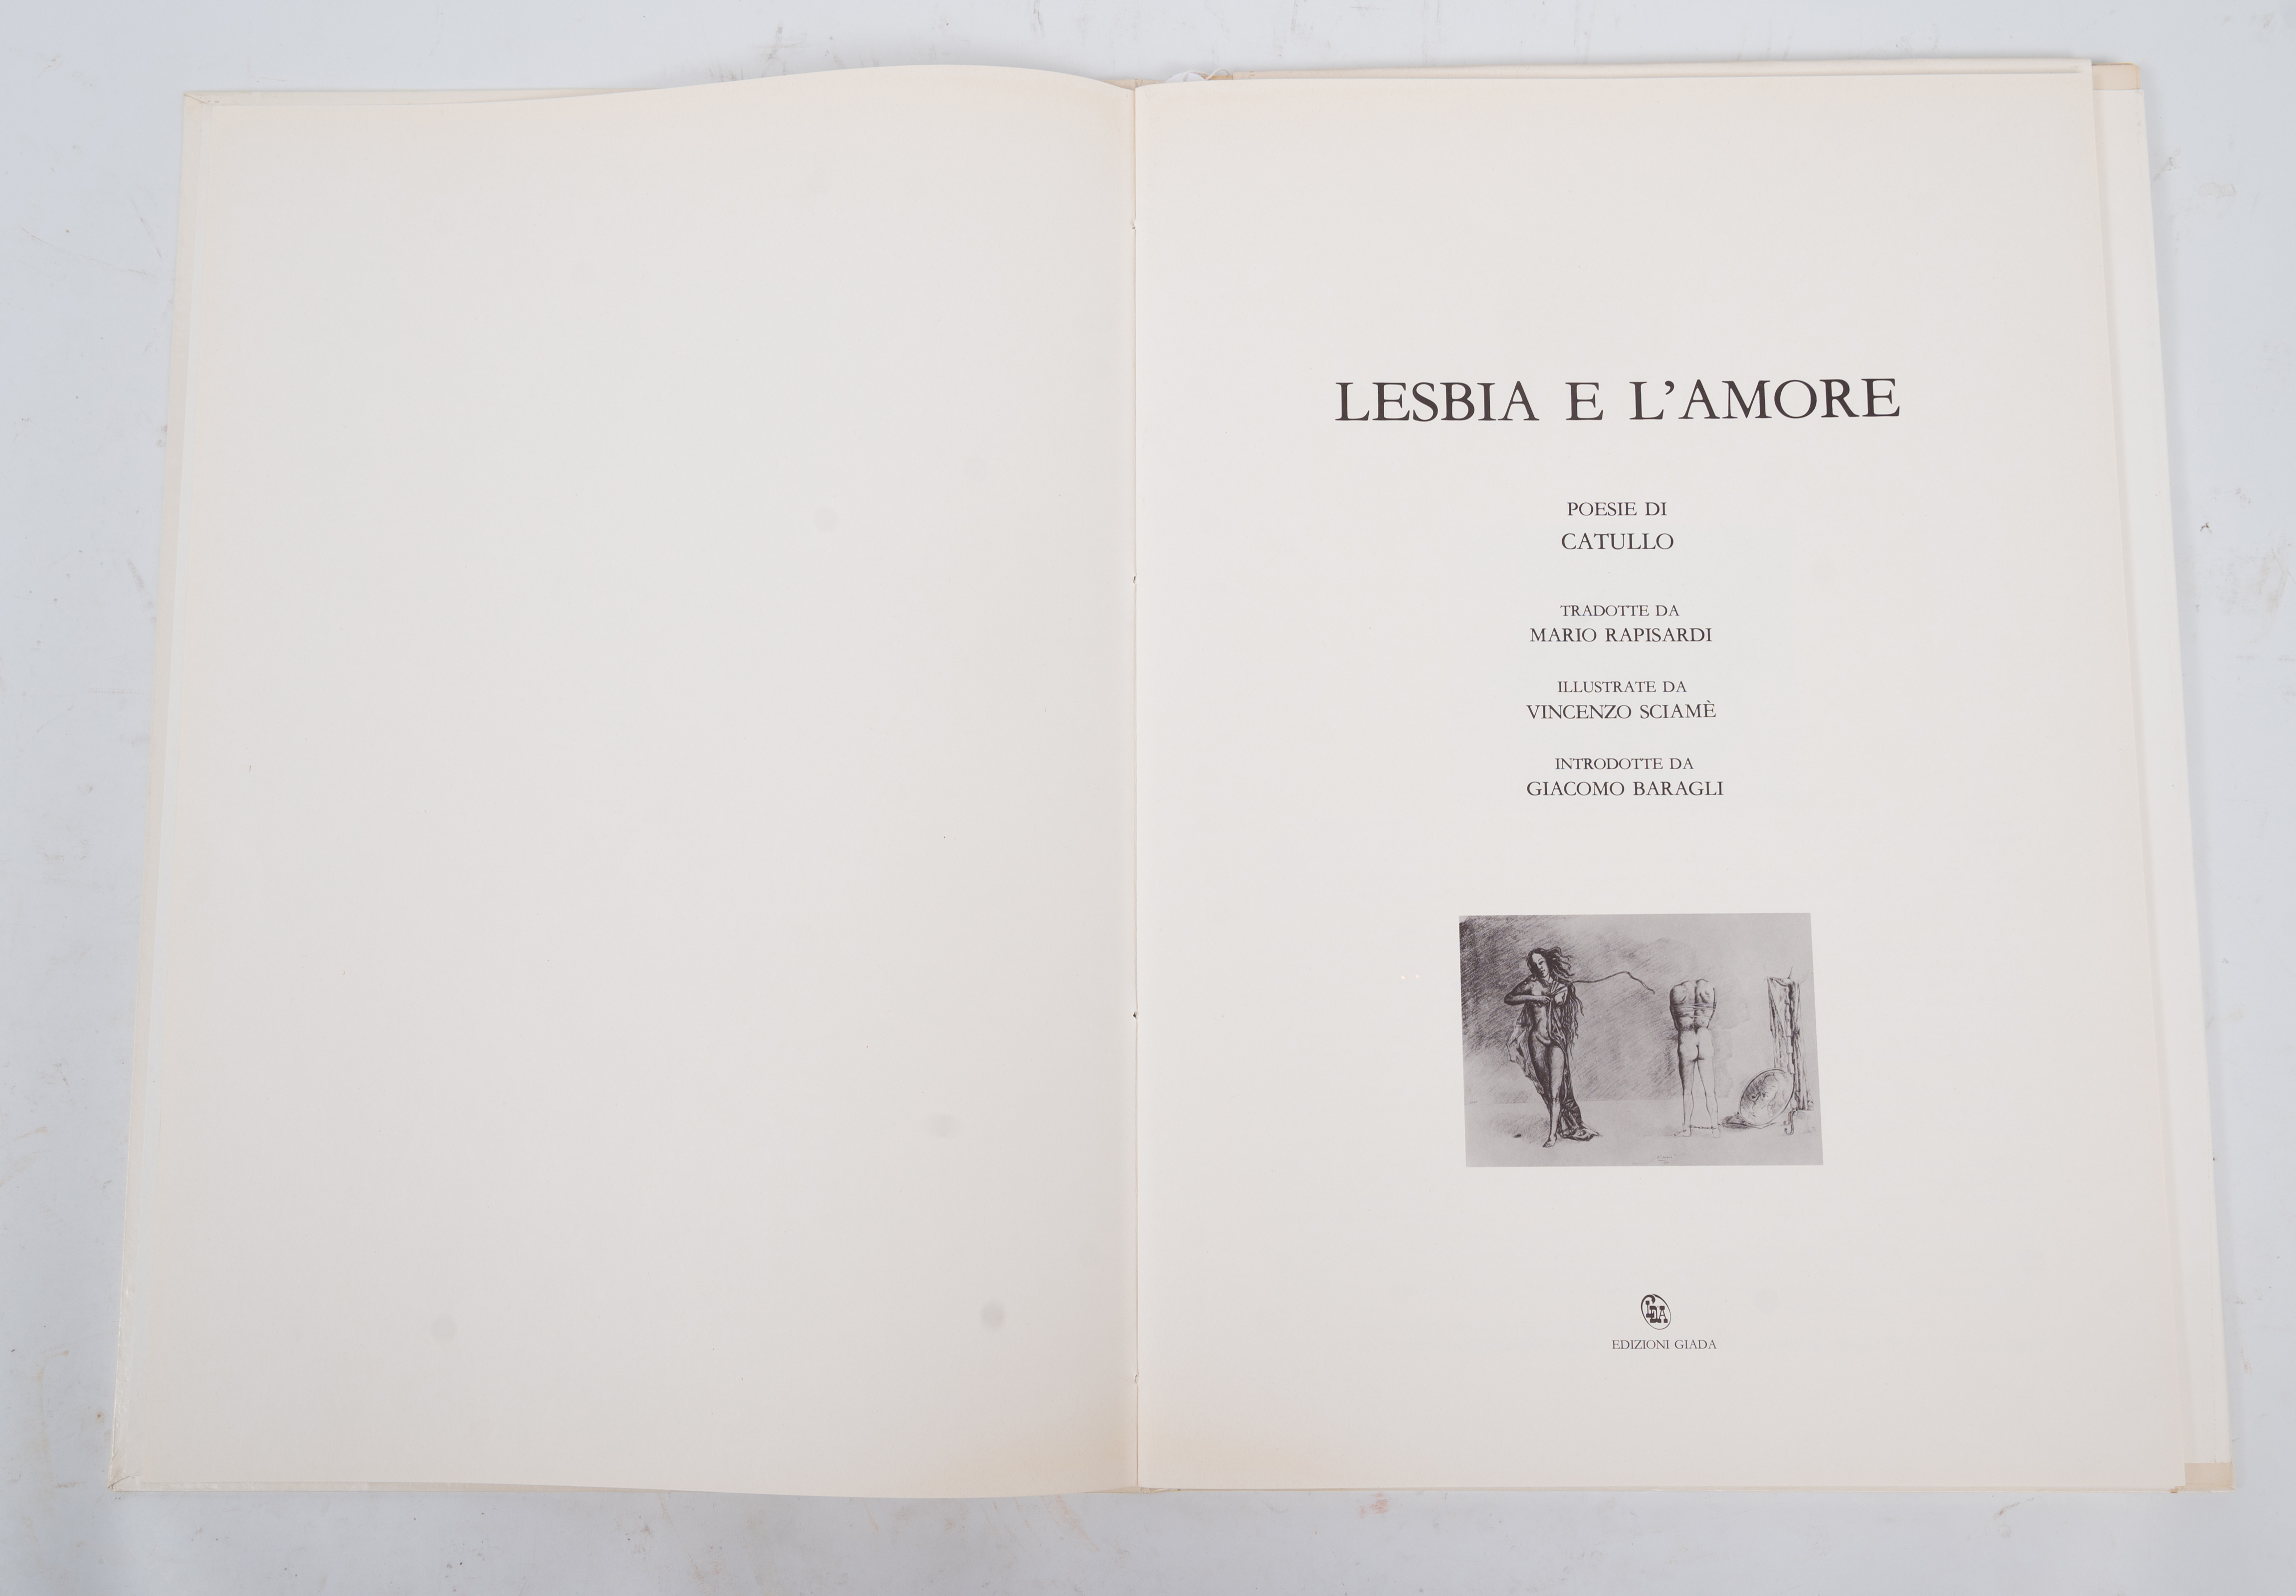 LESBIA E L'AMORE
POESIE DI
CATULLO
TRADOTTE DA
MARIO RAPISARDI
ILLUSTRATE DA
VINCENZO SCIAMÈ
INTRODOTTE DA
GIACOMO BARAGLI
EDIZIONI GIADA